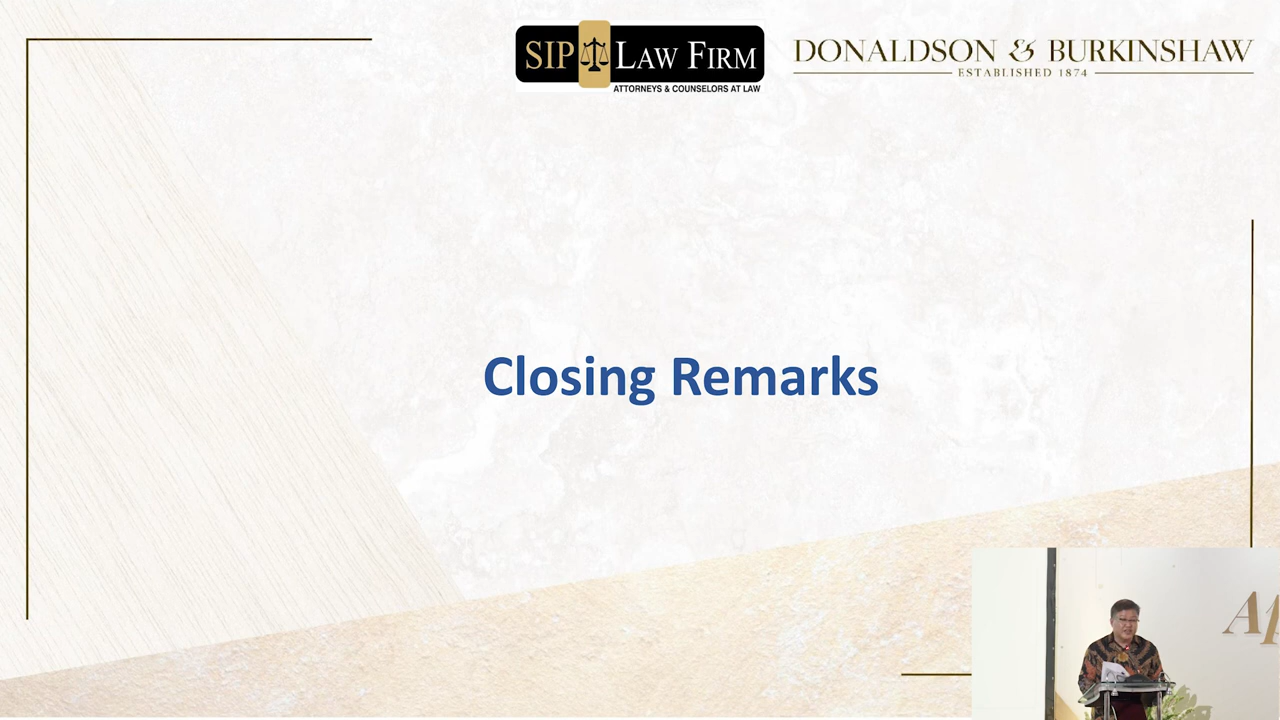 SIP LAW FIRM
ATTORNEYS & COUNSELORS AT LAW
DONALDSON & BURKINSHAW
ESTABLISHED 1874
Closing Remarks